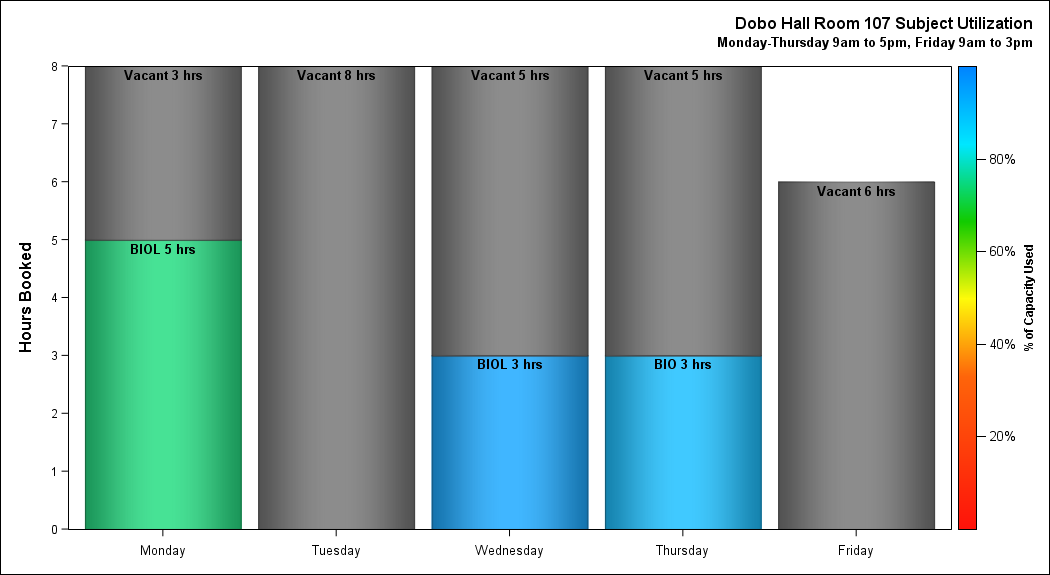 Dobo Hall Room 107 Subject Utilization
Monday-Thursday 9am to 5pm, Friday 9am to 3pm
Hours Booked
8
7
6
5
4
3
2
1
0
Vacant 3 hrs
BIOL 5 hrs
Vacant 8 hrs
Vacant 5 hrs
BIOL 3 hrs
Vacant 5 hrs
BIO 3 hrs
Vacant 6 hrs
Monday
Tuesday
Wednesday
Thursday
Friday
80%
60%
40%
20%
% of Capacity Used